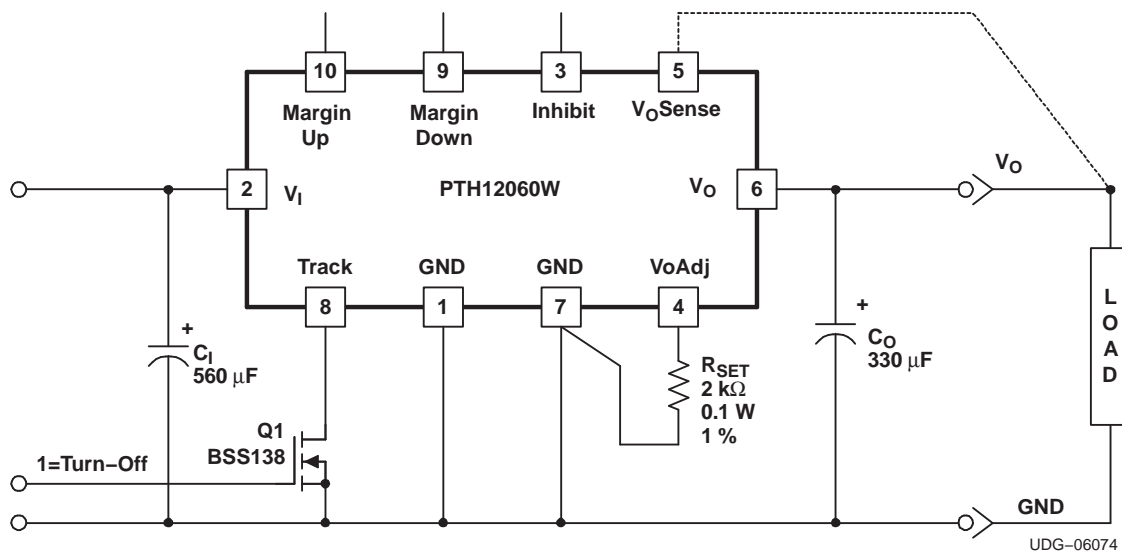 10
9
3
5
Margin
Up
Margin
Down
Inhibit
VOSense
2
VI
PTH12060W
VO
6
VO
Track
GND
GND
VoAdj
8
1
7
4
+
CI
560 μF
RSET
2 kΩ
0.1 W
1 %
+
CO
330 μF
L
O
A
D
Q1
BSS138
1=Turn−Off
GND
UDG−06074